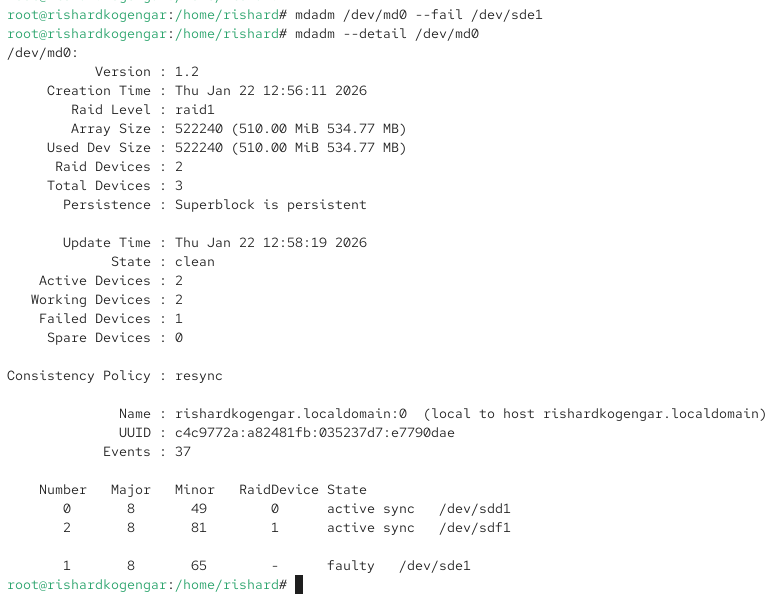 root@rishardkogengar:/home/rishard# mdadm /dev/md0 --fail /dev/sde1
root@rishardkogengar:/home/rishard# mdadm --detail /dev/md0
/dev/md0:
           Version : 1.2
     Creation Time : Thu Jan 22 12:56:11 2026
        Raid Level : raid1
        Array Size : 522240 (510.00 MiB 534.77 MB)
     Used Dev Size : 522240 (510.00 MiB 534.77 MB)
      Raid Devices : 2
     Total Devices : 3
       Persistence : Superblock is persistent

       Update Time : Thu Jan 22 12:58:19 2026
             State : clean
    Active Devices : 2
   Working Devices : 2
    Failed Devices : 1
     Spare Devices : 0

Consistency Policy : resync

              Name : rishardkogengar.localdomain:0  (local to host rishardkogengar.localdomain)
              UUID : c4c9772a:a82481fb:035237d7:e7790dae
            Events : 37

    Number   Major   Minor   RaidDevice State
       0       8       49        0      active sync   /dev/sdd1
       2       8       81        1      active sync   /dev/sdf1

       1       8       65        -      faulty   /dev/sde1
root@rishardkogengar:/home/rishard#